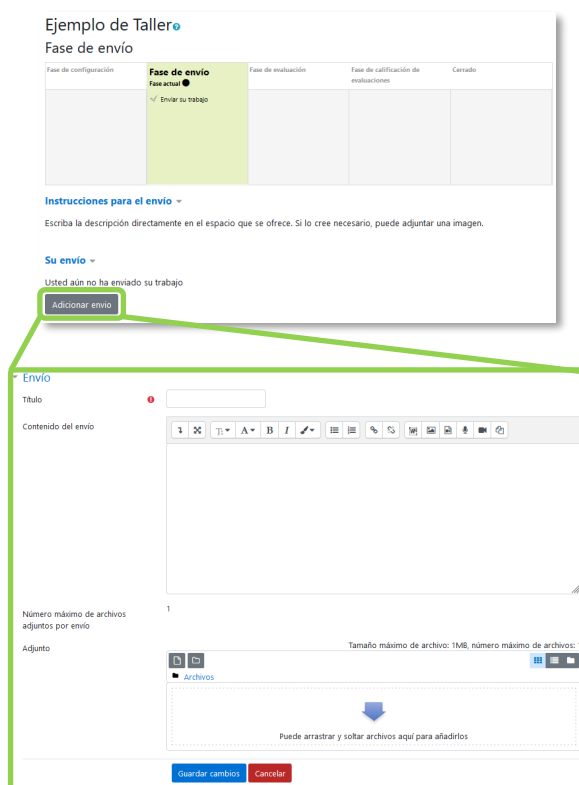 Ejemplo de Taller
Fase de envío
Fase de configuración
Fase de envío
Fase actual
Enviar su trabajo
Fase de evaluación
Fase de calificación de
evaluaciones
Cerrado
Instrucciones para el envío
Escriba la descripción directamente en el espacio que se ofrece. Si lo cree necesario, puede adjuntar una imagen.
Su envío
Usted aún no ha enviado su trabajo
Adicionar envio
Envío
Título
Contenido del envío
Número máximo de archivos
adjuntos por envío
1
Adjunto
Tamaño máximo de archivo: 1MB, número máximo de archivos: 1
Archivos
Puede arrastrar y soltar archivos aquí para añadirlos
Guardar cambios
Cancelar